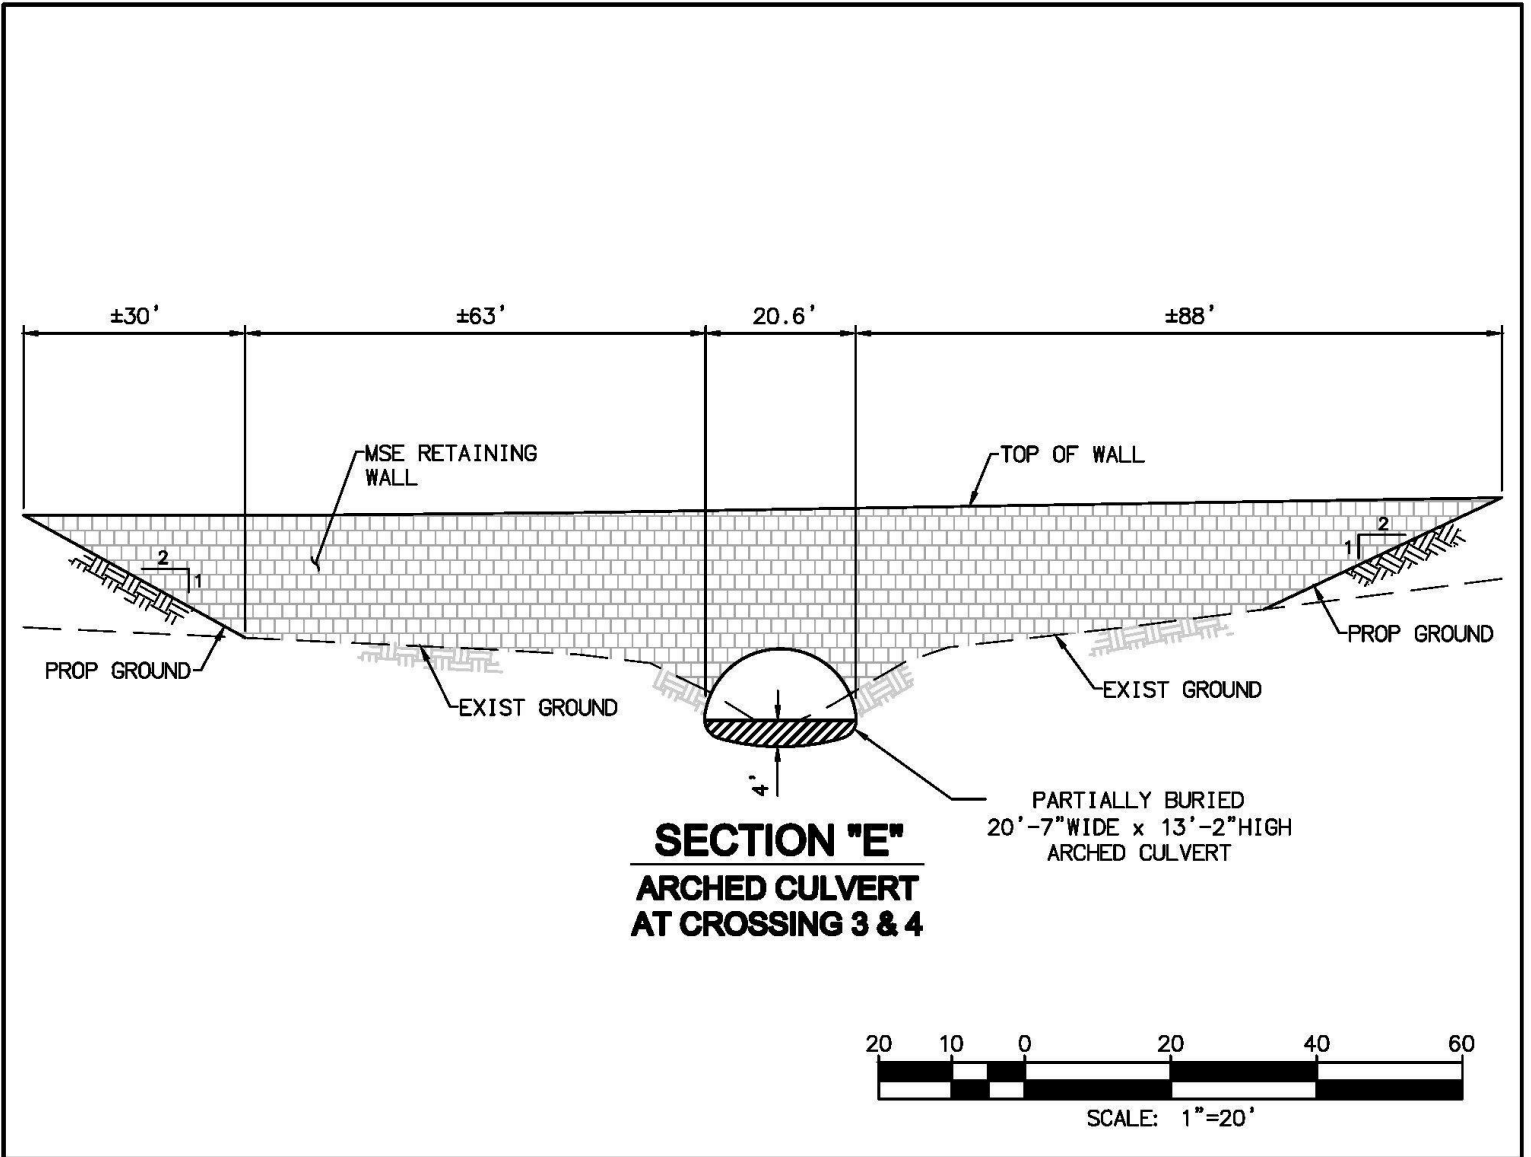 ±30' ±63' 20.6' ±88'
MSE RETAINING
WALL
TOP OF WALL
2
1
2
1
PROP GROUND
EXIST GROUND
PROP GROUND
EXIST GROUND
4'
PARTIALLY BURIED
20'-7"WIDE x 13'-2"HIGH
ARCHED CULVERT
SECTION "E"
ARCHED CULVERT
AT CROSSING 3 & 4
20 10 0 20 40 60
SCALE: 1"=20'